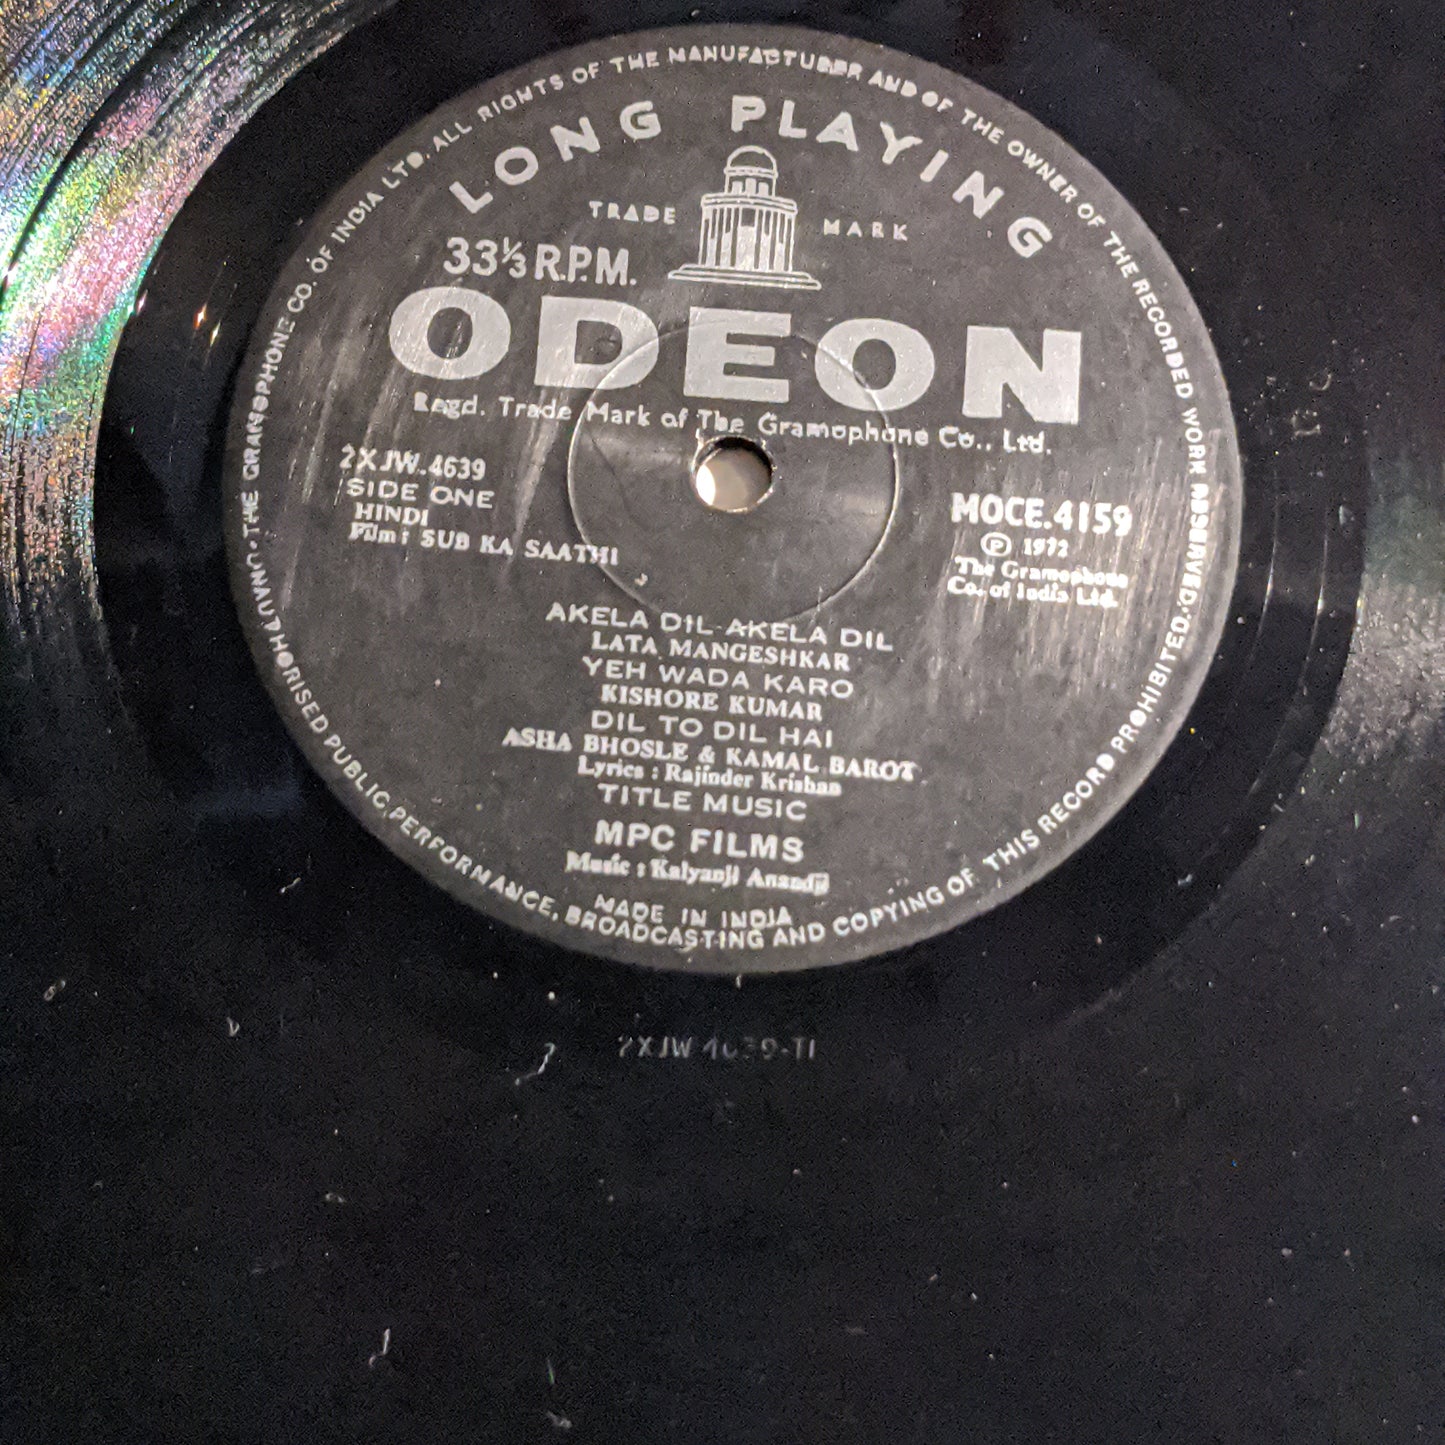 UNAUTHORISED PUBLIC PERFORMANCE, BROADCASTING AND COPYING OF THIS RECORD PROHIBITED.
THE GRAMOPHONE CO. OF INDIA LTD. ALL RIGHTS OF THE MANUFACTURER AND OF THE OWNER OF THE RECORDED WORK RESERVED.
LONG PLAYING
TRADE MARK
33⅓ R.P.M.
ODEON
Regd. Trade Mark of The Gramophone Co., Ltd.
2XJW.4639
SIDE ONE
HINDI
Film : SUB KA SAATHI
MOCE.4159
℗ 1972
The Gramophone
Co. of India Ltd.
AKELA DIL AKELA DIL
LATA MANGESHKAR
YEH WADA KARO
KISHORE KUMAR
DIL TO DIL HAI
ASHA BHOSLE & KAMAL BAROT
Lyrics : Rajinder Krishan
TITLE MUSIC
MPC FILMS
Music : Kalyanji Anandji
MADE IN INDIA
2XJW 4639-T1